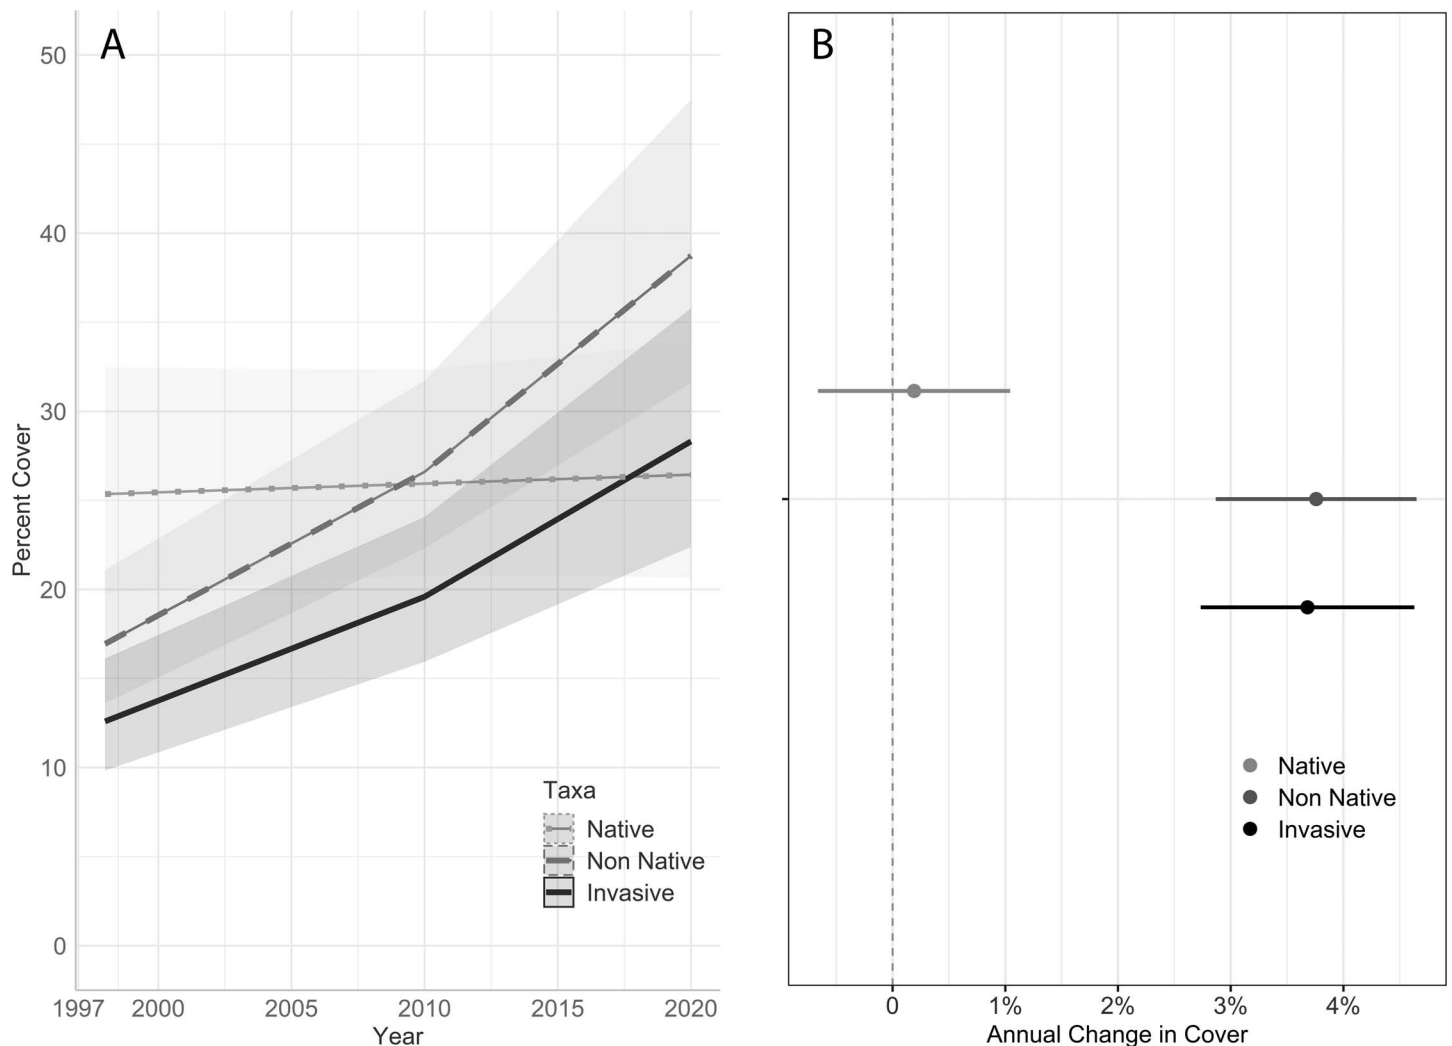 A
50
40
30
20
10
0
Percent Cover
1997 2000 2005 2010 2015 2020
Year
Taxa
Native
Non Native
Invasive
B
Native
Non Native
Invasive
0 1% 2% 3% 4%
Annual Change in Cover